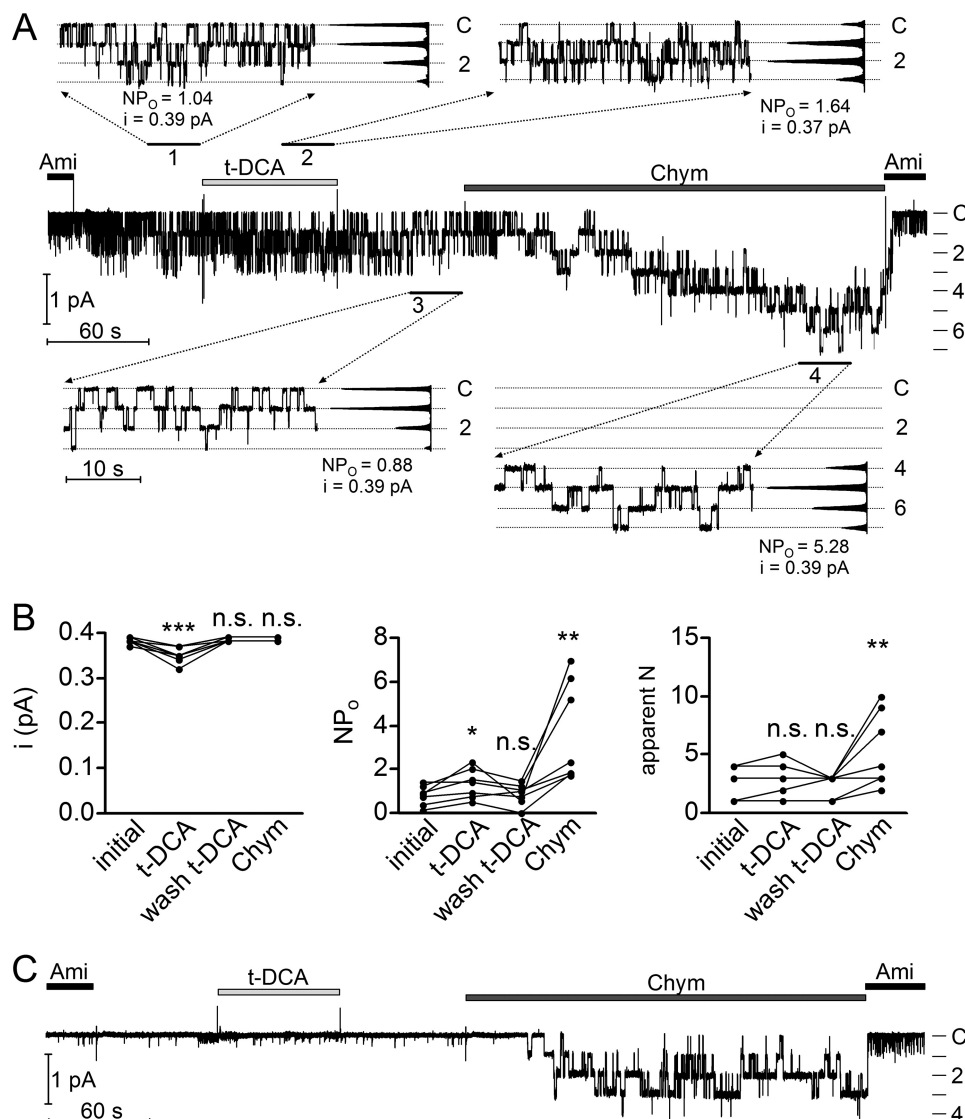 A
C
2
NPO = 1.04
i = 0.39 pA
C
2
NPO = 1.64
i = 0.37 pA
1
2
Ami
t-DCA
Chym
Ami
C
2
4
6
1 pA
60 s
3
4
C
2
10 s
NPO = 0.88
i = 0.39 pA
C
2
4
6
NPO = 5.28
i = 0.39 pA
B
i (pA)
0.4
0.3
0.2
0.1
0.0
*** n.s. n.s.
initial
t-DCA
wash t-DCA
Chym
NPO
8
6
4
2
0
* n.s. **
initial
t-DCA
wash t-DCA
Chym
apparent N
15
10
5
0
n.s. n.s. **
initial
t-DCA
wash t-DCA
Chym
C
Ami
t-DCA
Chym
Ami
C
2
4
1 pA
60 s